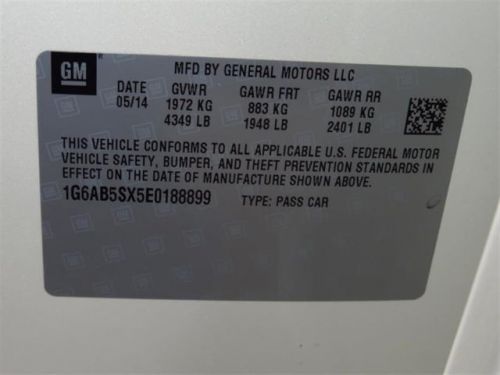 GM MFD BY GENERAL MOTORS LLC
DATE GVWR GAWR FRT GAWR RR
05/14 1972 KG 883 KG 1089 KG
4349 LB 1948 LB 2401 LB
THIS VEHICLE CONFORMS TO ALL APPLICABLE U.S. FEDERAL MOTOR
VEHICLE SAFETY, BUMPER, AND THEFT PREVENTION STANDARDS IN
EFFECT ON THE DATE OF MANUFACTURE SHOWN ABOVE.
1G6AB5SX5E0188899 TYPE: PASS CAR